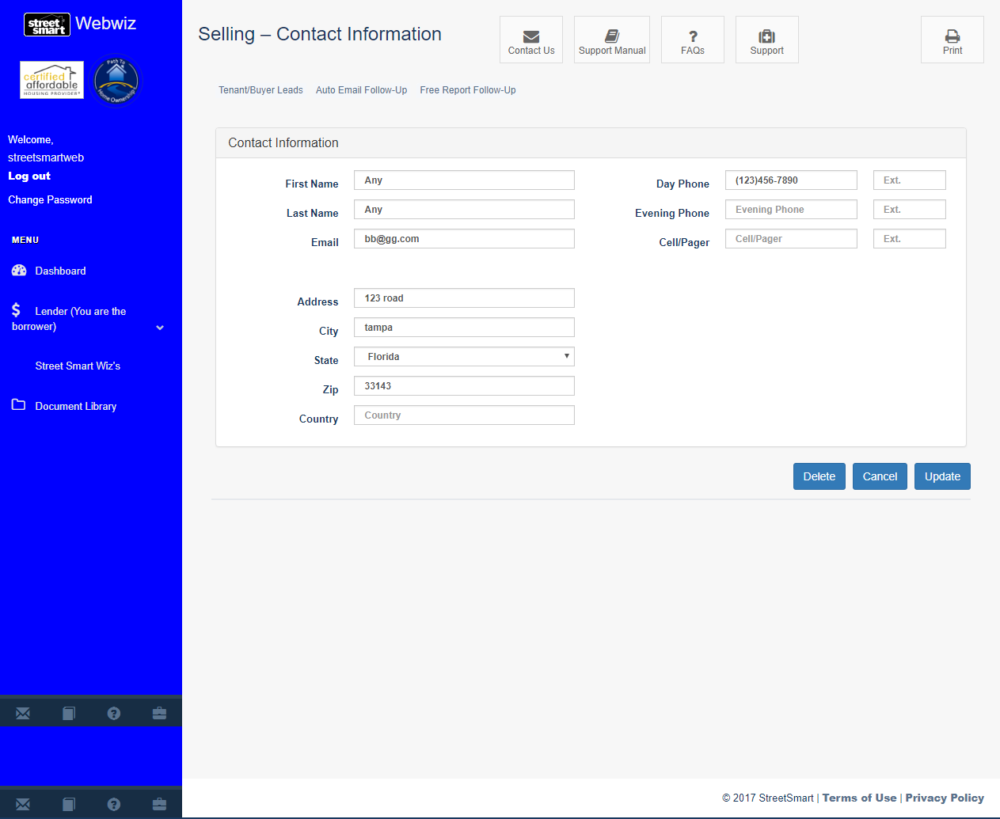 street
smart
Webwiz
certified
affordable
HOUSING PROVIDER
Path To
Home Ownership
Welcome,
streetsmartweb
Log out
Change Password
MENU
Dashboard
Lender (You are the
borrower)
Street Smart Wiz's
Document Library
Selling – Contact Information
Contact Us
Support Manual
FAQs
Support
Print
Tenant/Buyer Leads
Auto Email Follow-Up
Free Report Follow-Up
Contact Information
First Name Any
Last Name Any
Email bb@gg.com
Day Phone (123)456-7890 Ext.
Evening Phone Evening Phone Ext.
Cell/Pager Cell/Pager Ext.
Address 123 road
City tampa
State Florida
Zip 33143
Country Country
Delete Cancel Update
© 2017 StreetSmart | Terms of Use | Privacy Policy